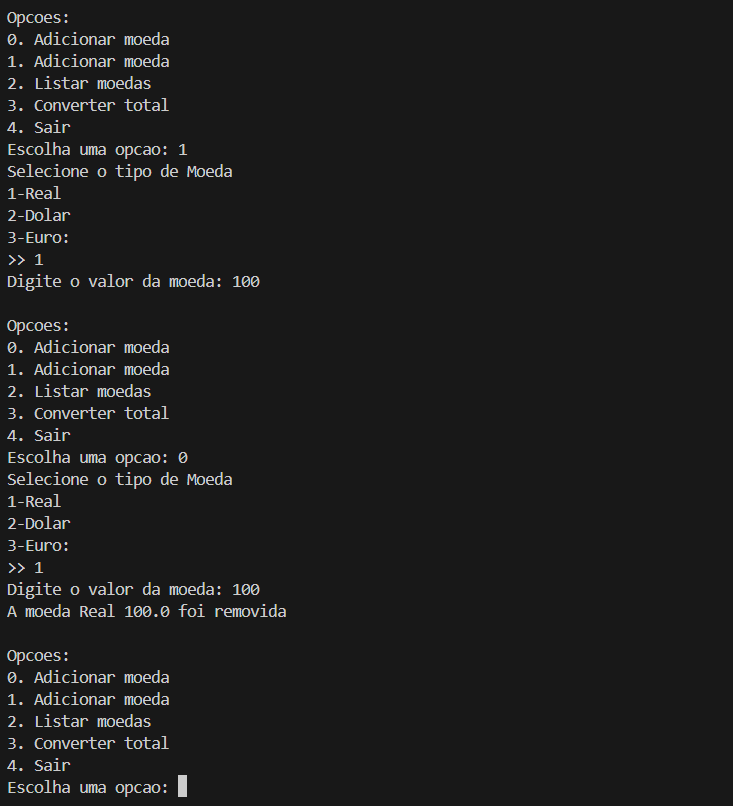 Opcoes:
0. Adicionar moeda
1. Adicionar moeda
2. Listar moedas
3. Converter total
4. Sair
Escolha uma opcao: 1
Selecione o tipo de Moeda
1-Real
2-Dolar
3-Euro:
>> 1
Digite o valor da moeda: 100

Opcoes:
0. Adicionar moeda
1. Adicionar moeda
2. Listar moedas
3. Converter total
4. Sair
Escolha uma opcao: 0
Selecione o tipo de Moeda
1-Real
2-Dolar
3-Euro:
>> 1
Digite o valor da moeda: 100
A moeda Real 100.0 foi removida

Opcoes:
0. Adicionar moeda
1. Adicionar moeda
2. Listar moedas
3. Converter total
4. Sair
Escolha uma opcao: